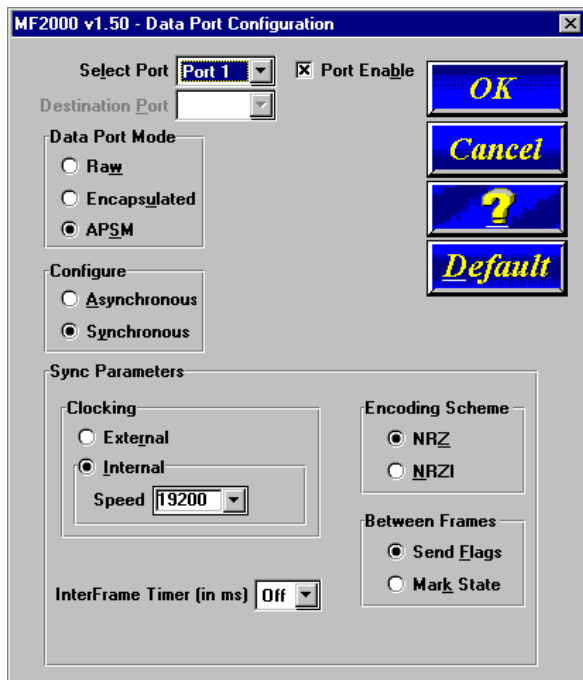 MF2000 v1.50 - Data Port Configuration
Select Port Port 1 Port Enable
Destination Port
OK
Cancel
?
Default
Data Port Mode
Raw
Encapsulated
APSM
Configure
Asynchronous
Synchronous
Sync Parameters
Clocking
External
Internal
Speed 19200
InterFrame Timer (in ms) Off
Encoding Scheme
NRZ
NRZI
Between Frames
Send Flags
Mark State